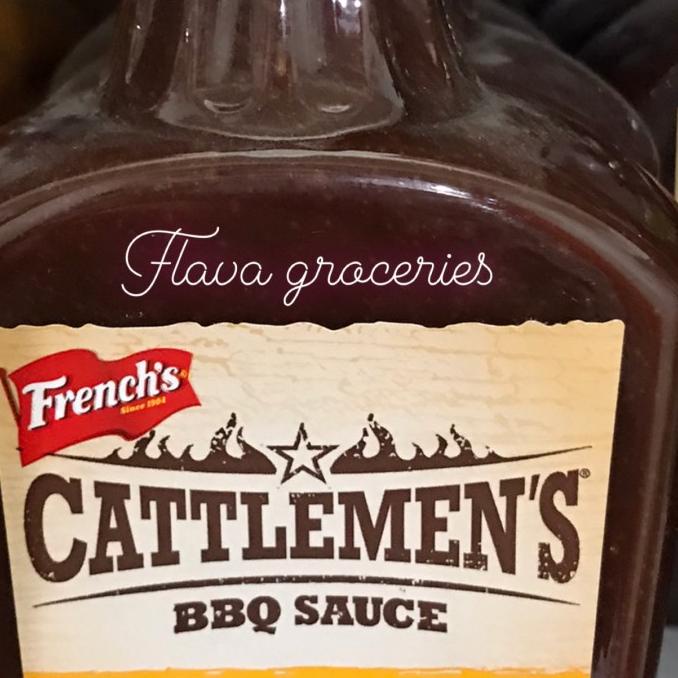 Flava groceries
French's®
Since 1904
CATTLEMEN'S®
BBQ SAUCE